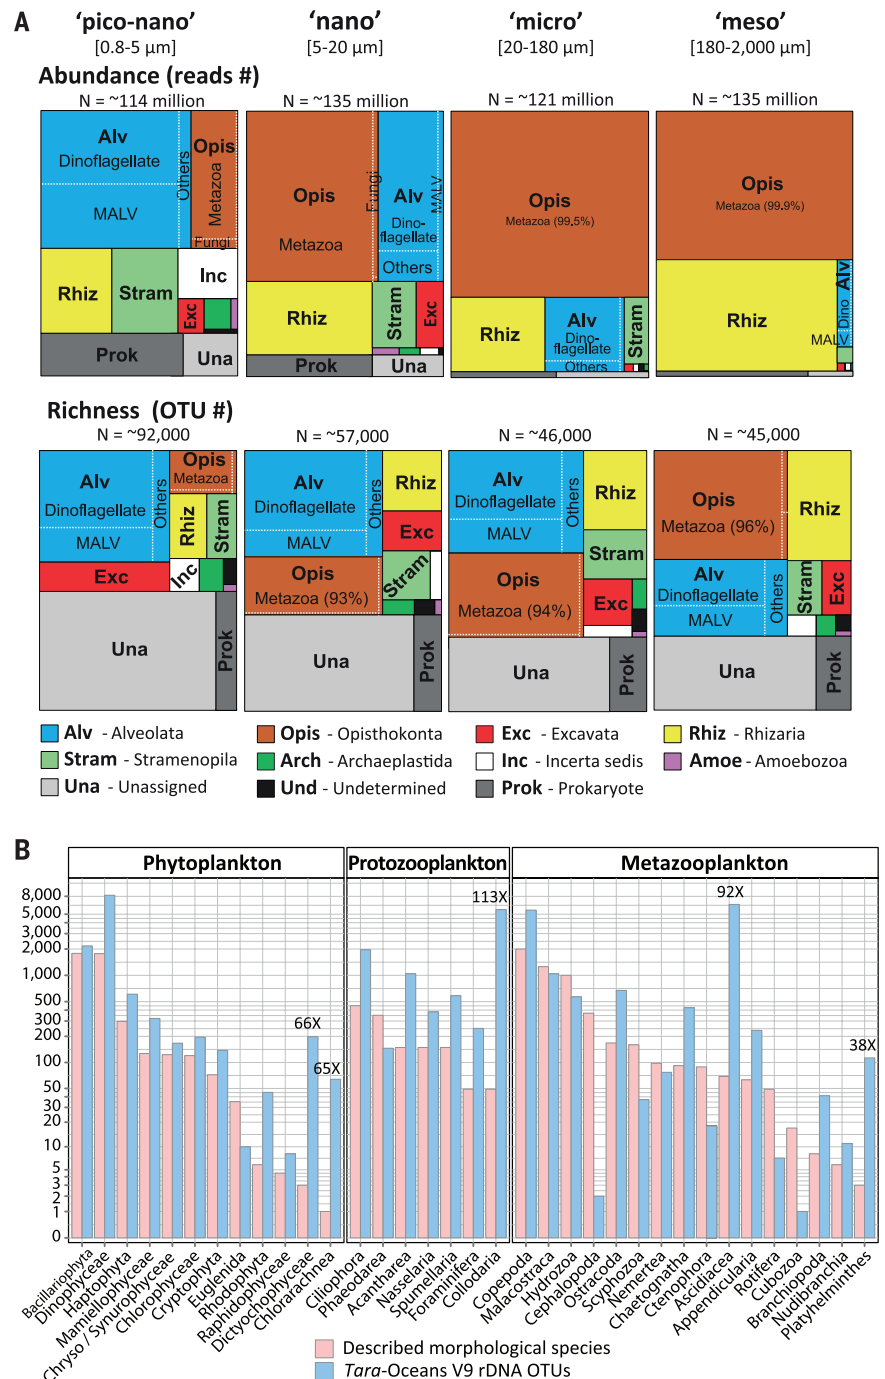 A
‘pico-nano’ ‘nano’ ‘micro’ ‘meso’
[0.8-5 µm] [5-20 µm] [20-180 µm] [180-2,000 µm]
Abundance (reads #)
N = ~114 million N = ~135 million N = ~121 million N = ~135 million
Alv
Dinoflagellate
MALV
Others
Opis
Metazoa
Fungi
Rhiz
Stram
Inc
Exc
Prok
Una
Opis
Metazoa
Fungi
Alv
Dino-
flagellate
MALV
Others
Rhiz
Stram
Exc
Prok
Una
Opis
Metazoa (99.5%)
Rhiz
Alv
Dino-
flagellate
Others
Stram
Opis
Metazoa (99.9%)
Rhiz
Alv
Dino
MALV
Richness (OTU #)
N = ~92,000 N = ~57,000 N = ~46,000 N = ~45,000
Alv
Dinoflagellate
MALV
Others
Opis
Metazoa
Rhiz
Stram
Exc
Inc
Una
Prok
Alv
Dinoflagellate
MALV
Others
Rhiz
Exc
Opis
Metazoa (93%)
Stram
Una
Prok
Alv
Dinoflagellate
MALV
Others
Rhiz
Stram
Opis
Metazoa (94%)
Exc
Una
Prok
Opis
Metazoa (96%)
Rhiz
Alv
Dinoflagellate
MALV
Others
Stram
Exc
Una
Prok
Alv - Alveolata Opis - Opisthokonta Exc - Excavata Rhiz - Rhizaria
Stram - Stramenopila Arch - Archaeplastida Inc - Incerta sedis Amoe - Amoebozoa
Una - Unassigned Und - Undetermined Prok - Prokaryote
B
Phytoplankton Protozooplankton Metazooplankton
8,000
5,000
3,000
2,000
1,000
500
300
200
100
50
30
20
10
5
3
2
1
0
66X
65X
113X
92X
38X
Bacillariophyta
Dinophyceae
Haptophyta
Mamiellophyceae
Chryso / Synurophyceae
Chlorophyceae
Cryptophyta
Euglenida
Rhodophyta
Raphidophyceae
Dictyochophyceae
Chlorarachnea
Ciliophora
Phaeodarea
Acantharea
Nasselaria
Spumellaria
Foraminifera
Collodaria
Copepoda
Malacostraca
Hydrozoa
Cephalopoda
Ostracoda
Scyphozoa
Nemertea
Chaetognatha
Ctenophora
Ascidiacea
Appendicularia
Rotifera
Cubozoa
Branchiopoda
Nudibranchia
Platyhelminthes
Described morphological species
Tara-Oceans V9 rDNA OTUs